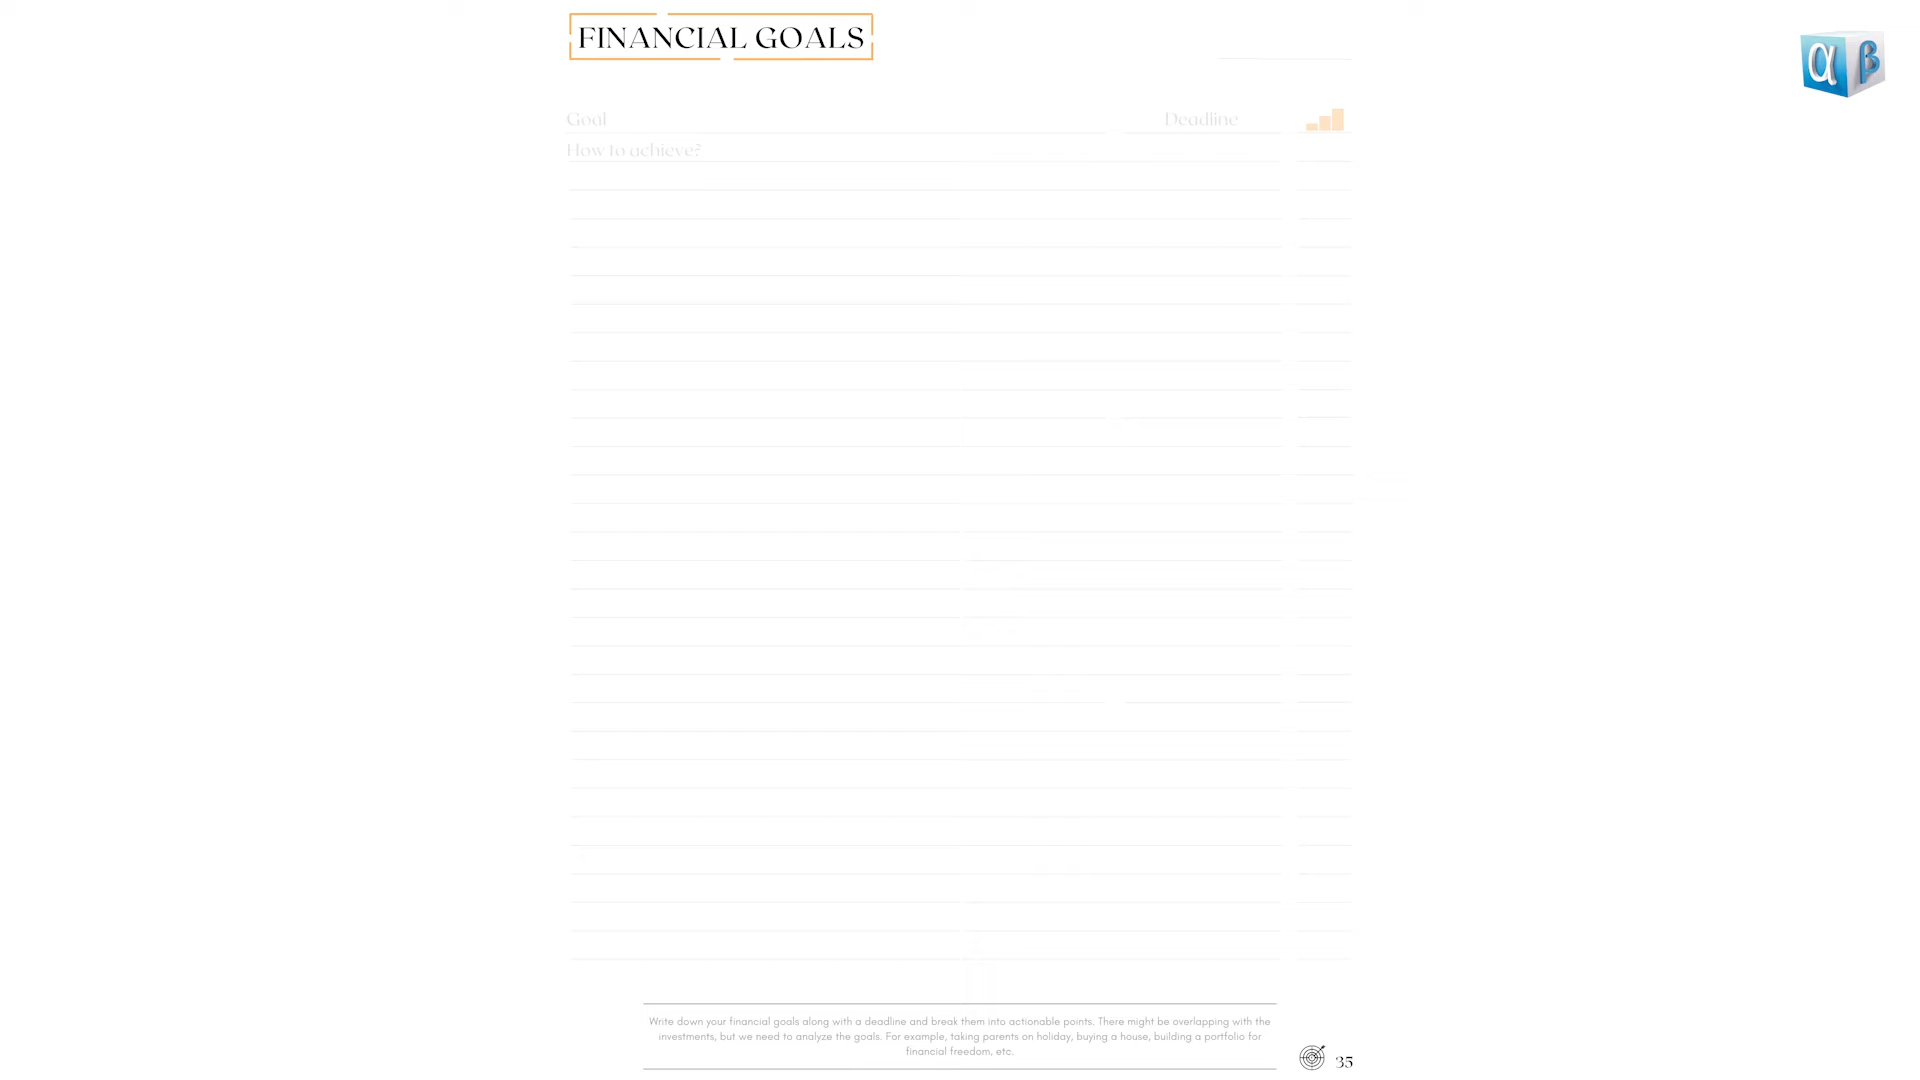 FINANCIAL GOALS
α β
Goal Deadline
How to achieve?
Write down your financial goals along with a deadline and break them into actionable points. There might be overlapping with the
investments, but we need to analyze the goals. For example, taking parents on holiday, buying a house, building a portfolio for
financial freedom, etc.
35